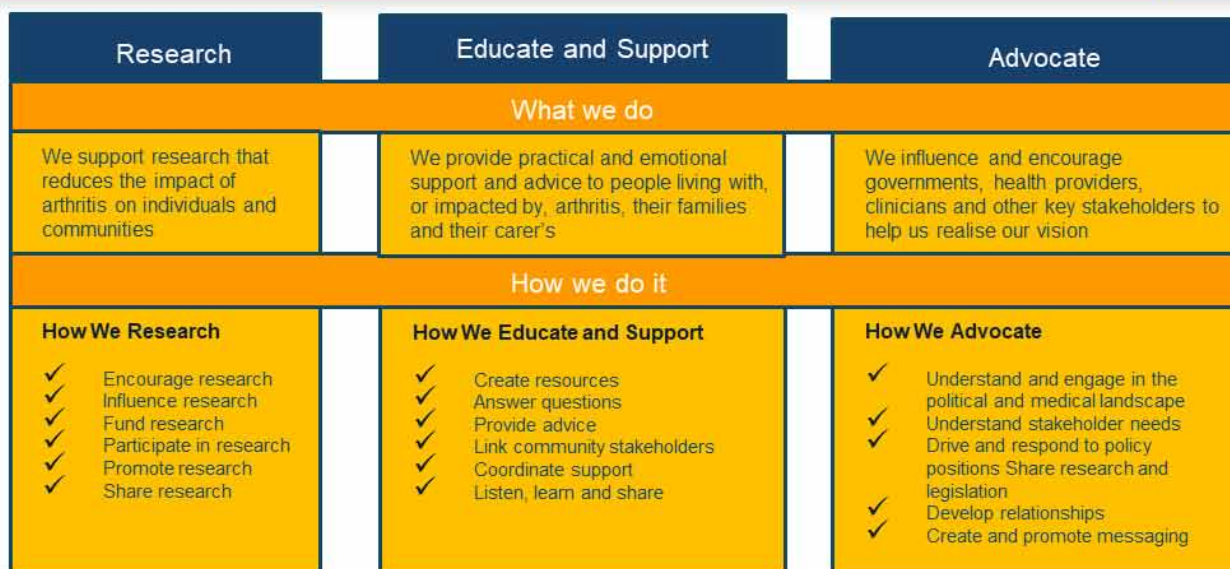 Research
Educate and Support
Advocate
What we do
We support research that
reduces the impact of
arthritis on individuals and
communities
We provide practical and emotional
support and advice to people living with,
or impacted by, arthritis, their families
and their carer's
We influence and encourage
governments, health providers,
clinicians and other key stakeholders to
help us realise our vision
How we do it
How We Research
✓ Encourage research
✓ Influence research
✓ Fund research
✓ Participate in research
✓ Promote research
✓ Share research
How We Educate and Support
✓ Create resources
✓ Answer questions
✓ Provide advice
✓ Link community stakeholders
✓ Coordinate support
✓ Listen, learn and share
How We Advocate
✓ Understand and engage in the
political and medical landscape
✓ Understand stakeholder needs
✓ Drive and respond to policy
positions Share research and
legislation
✓ Develop relationships
✓ Create and promote messaging